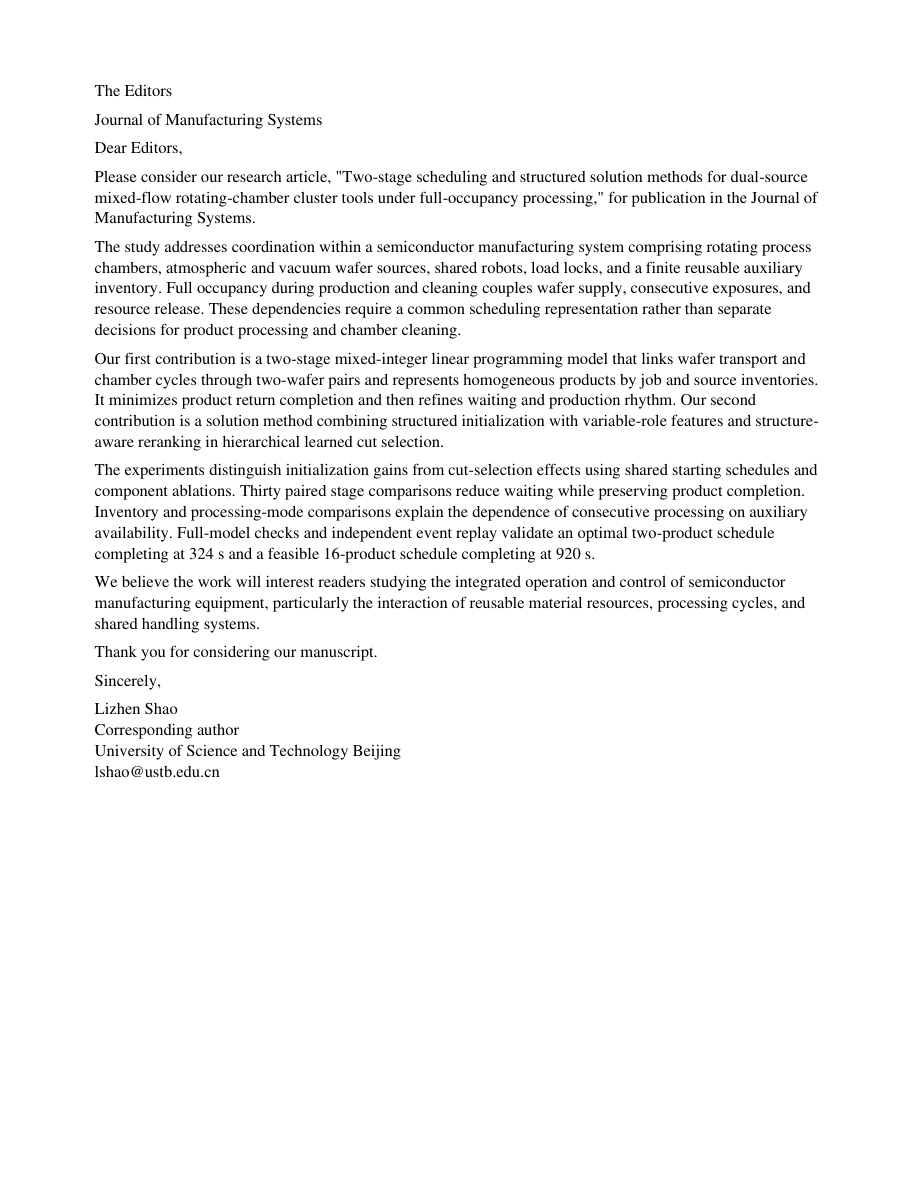 The Editors
Journal of Manufacturing Systems
Dear Editors,
Please consider our research article, "Two-stage scheduling and structured solution methods for dual-source
mixed-flow rotating-chamber cluster tools under full-occupancy processing," for publication in the Journal of
Manufacturing Systems.
The study addresses coordination within a semiconductor manufacturing system comprising rotating process
chambers, atmospheric and vacuum wafer sources, shared robots, load locks, and a finite reusable auxiliary
inventory. Full occupancy during production and cleaning couples wafer supply, consecutive exposures, and
resource release. These dependencies require a common scheduling representation rather than separate
decisions for product processing and chamber cleaning.
Our first contribution is a two-stage mixed-integer linear programming model that links wafer transport and
chamber cycles through two-wafer pairs and represents homogeneous products by job and source inventories.
It minimizes product return completion and then refines waiting and production rhythm. Our second
contribution is a solution method combining structured initialization with variable-role features and structure-
aware reranking in hierarchical learned cut selection.
The experiments distinguish initialization gains from cut-selection effects using shared starting schedules and
component ablations. Thirty paired stage comparisons reduce waiting while preserving product completion.
Inventory and processing-mode comparisons explain the dependence of consecutive processing on auxiliary
availability. Full-model checks and independent event replay validate an optimal two-product schedule
completing at 324 s and a feasible 16-product schedule completing at 920 s.
We believe the work will interest readers studying the integrated operation and control of semiconductor
manufacturing equipment, particularly the interaction of reusable material resources, processing cycles, and
shared handling systems.
Thank you for considering our manuscript.
Sincerely,
Lizhen Shao
Corresponding author
University of Science and Technology Beijing
lshao@ustb.edu.cn